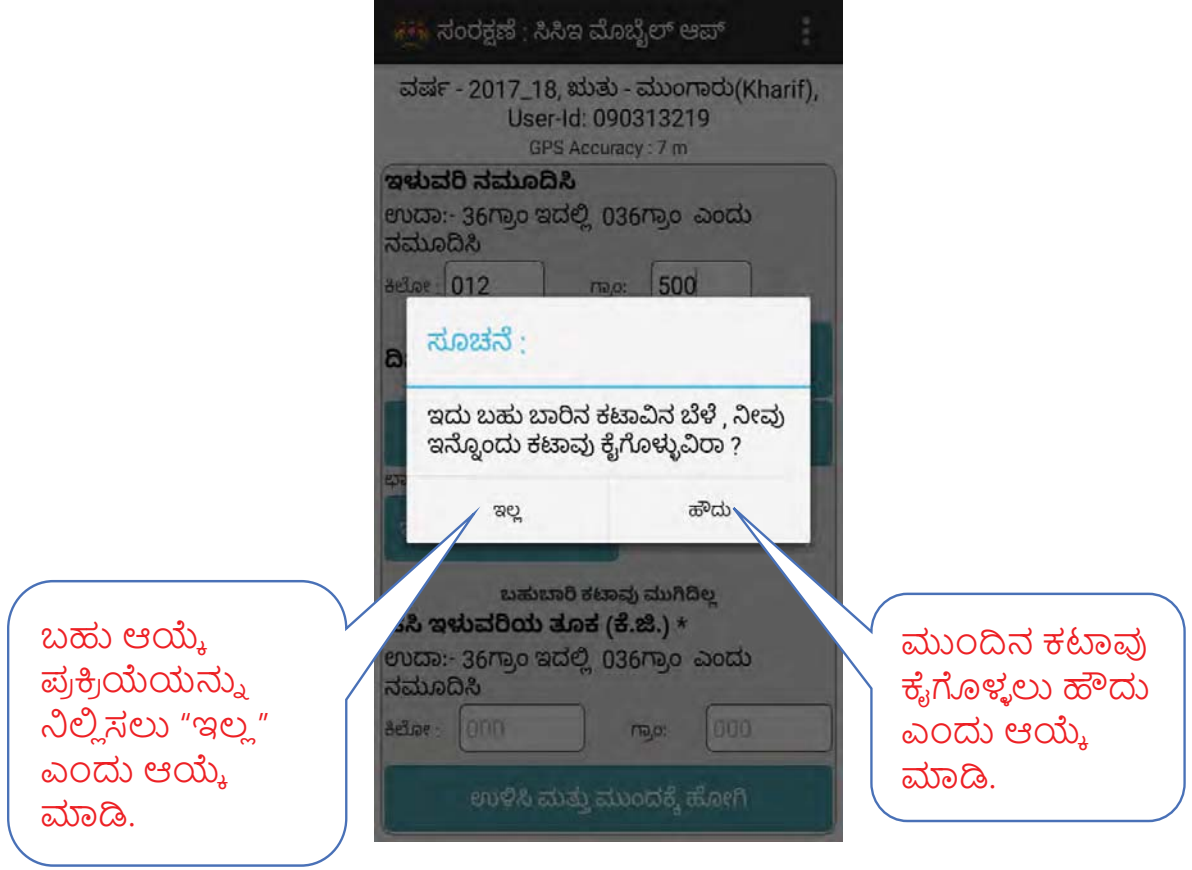 ಸಂರಕ್ಷಣೆ : ಸಿಸಿಇ ಮೊಬೈಲ್ ಆಪ್
ವರ್ಷ - 2017_18, ಋತು - ಮುಂಗಾರು(Kharif),
User-Id: 090313219
GPS Accuracy : 7 m
ಇಳುವರಿ ನಮೂದಿಸಿ
ಉದಾ:- 36ಗ್ರಾಂ ಇದಲ್ಲಿ 036ಗ್ರಾಂ ಎಂದು
ನಮೂದಿಸಿ
ಕಿಲೋ : 012 ಗ್ರಾಂ: 500
ಸೂಚನೆ :
ಇದು ಬಹು ಬಾರಿನ ಕಟಾವಿನ ಬೆಳೆ , ನೀವು
ಇನ್ನೊಂದು ಕಟಾವು ಕೈಗೊಳ್ಳುವಿರಾ ?
ಇಲ್ಲ ಹೌದು
ಬಹುಬಾರಿ ಕಟಾವು ಮುಗಿದಿಲ್ಲ
ಇಳುವರಿಯ ತೂಕ (ಕೆ.ಜಿ.) *
ಉದಾ:- 36ಗ್ರಾಂ ಇದಲ್ಲಿ 036ಗ್ರಾಂ ಎಂದು
ನಮೂದಿಸಿ
ಕಿಲೋ : 000 ಗ್ರಾಂ: 000
ಉಳಿಸಿ ಮತ್ತು ಮುಂದಕ್ಕೆ ಹೋಗಿ
ಬಹು ಆಯ್ಕೆ
ಪ್ರಕ್ರಿಯೆಯನ್ನು
ನಿಲ್ಲಿಸಲು "ಇಲ್ಲ"
ಎಂದು ಆಯ್ಕೆ
ಮಾಡಿ.
ಮುಂದಿನ ಕಟಾವು
ಕೈಗೊಳ್ಳಲು ಹೌದು
ಎಂದು ಆಯ್ಕೆ
ಮಾಡಿ.